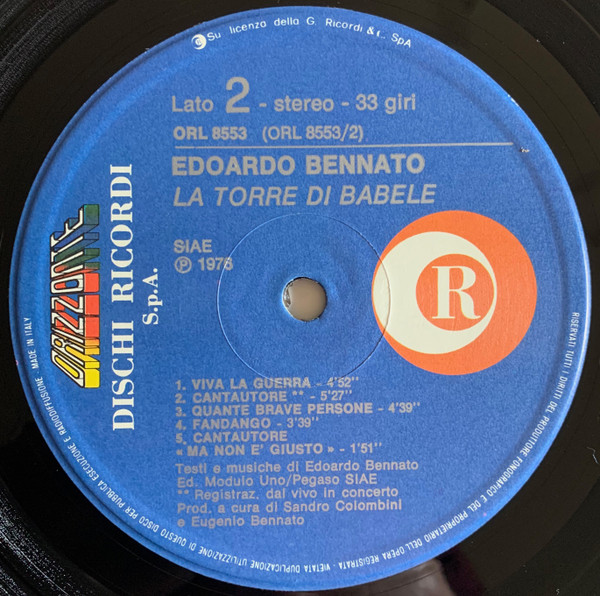 Su licenza della G. Ricordi & C. SpA
Lato 2 - stereo - 33 giri
ORL 8553 (ORL 8553/2)
EDOARDO BENNATO
LA TORRE DI BABELE
SIAE
Ⓟ 1976
R
ORIZZONTE
DISCHI RICORDI
S.p.A.
1. VIVA LA GUERRA - 4'52''
2. CANTAUTORE ** - 5'27''
3. QUANTE BRAVE PERSONE - 4'39''
4. FANDANGO - 3'39''
5. CANTAUTORE
« MA NON E' GIUSTO » - 1'51''
Testi e musiche di Edoardo Bennato
Ed. Modulo Uno/Pegaso SIAE
** Registraz. dal vivo in concerto
Prod. a cura di Sandro Colombini
e Eugenio Bennato
RISERVATI TUTTI I DIRITTI DEL PRODUTTORE FONOGRAFICO E DEL PROPRIETARIO DELL'OPERA REGISTRATA - VIETATA DUPLICAZIONE, UTILIZZAZIONE DI QUESTO DISCO PER PUBBLICA ESECUZIONE E RADIODIFFUSIONE MADE IN ITALY